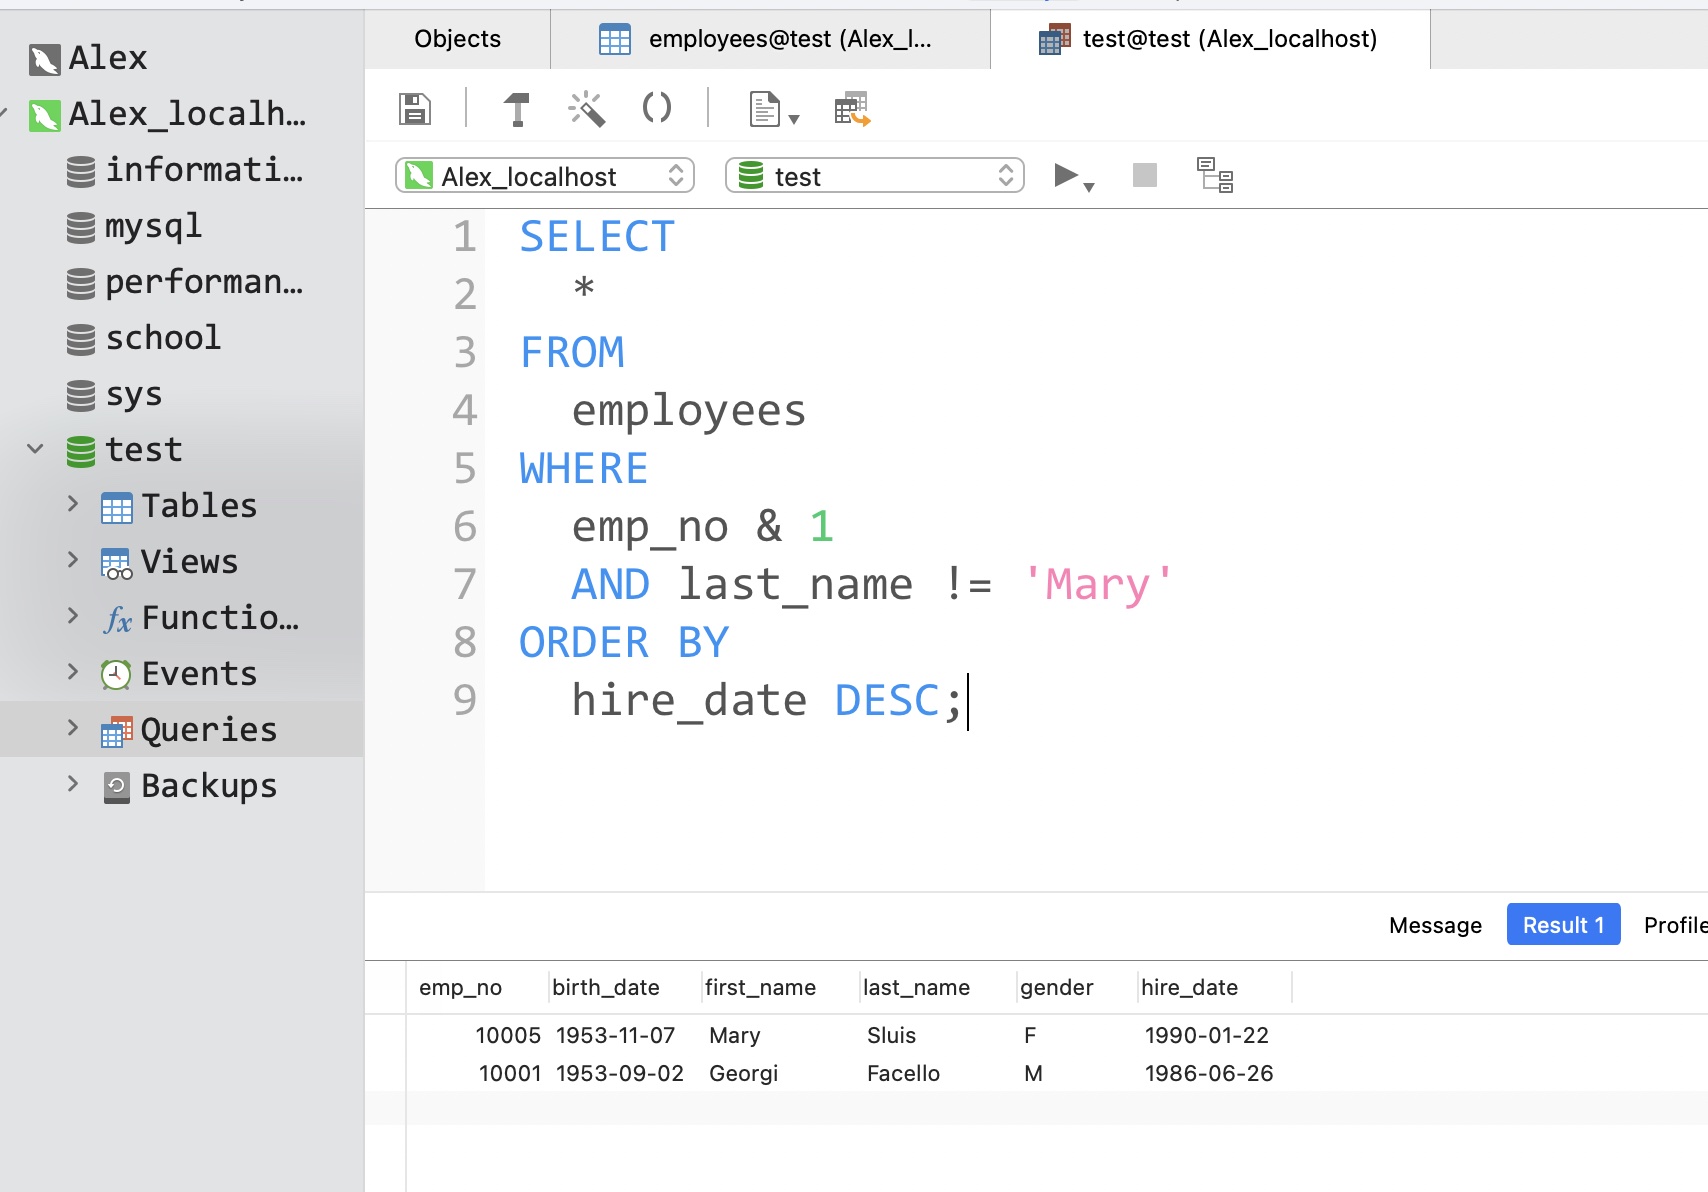 Alex
Alex_localh...
informati...
mysql
performan...
school
sys
test
Tables
Views
fx Functio...
Events
Queries
Backups
Objects
employees@test (Alex_l...
test@test (Alex_localhost)
Alex_localhost
test
1 SELECT
2 *
3 FROM
4 employees
5 WHERE
6 emp_no & 1
7 AND last_name != 'Mary'
8 ORDER BY
9 hire_date DESC;
Message Result 1 Profile
emp_no birth_date first_name last_name gender hire_date
10005 1953-11-07 Mary Sluis F 1990-01-22
10001 1953-09-02 Georgi Facello M 1986-06-26